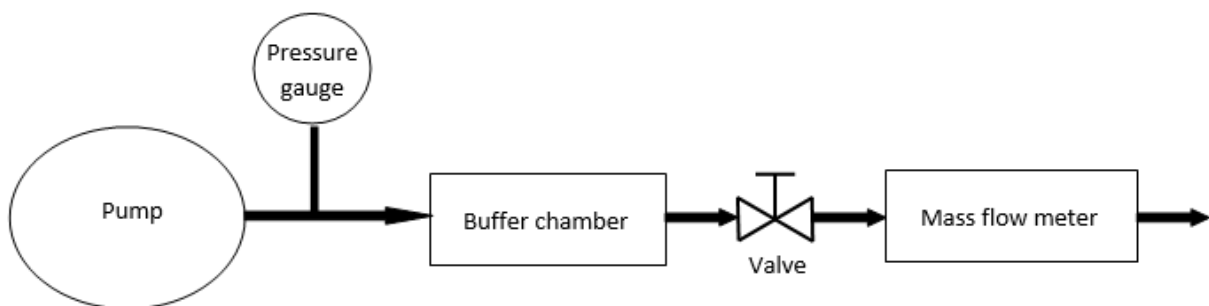 Pressure
gauge
Pump
Buffer chamber
Valve
Mass flow meter